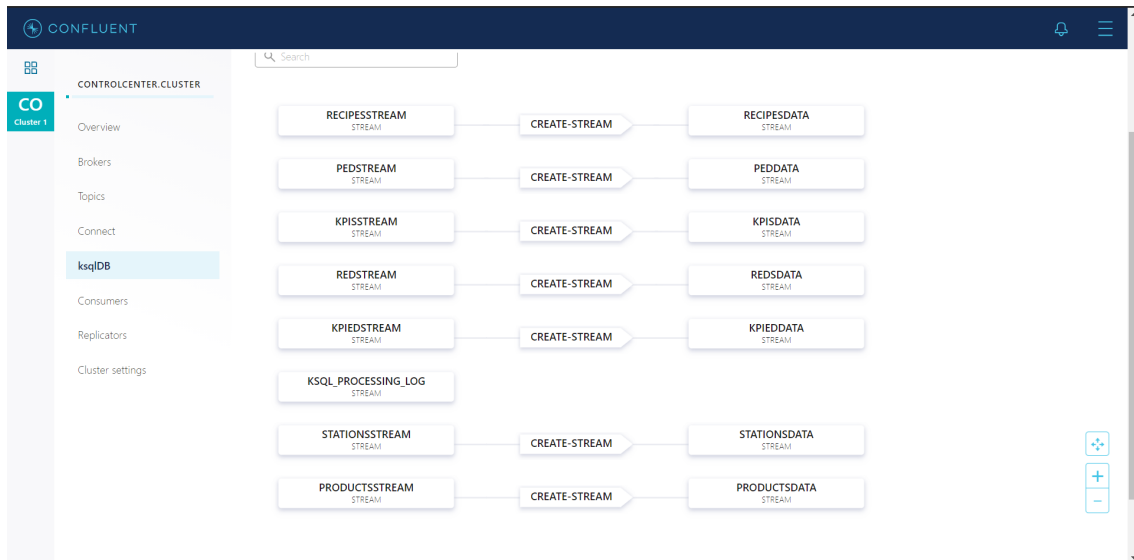 CONFLUENT
Search
CO
Cluster 1
CONTROLCENTER.CLUSTER
Overview
Brokers
Topics
Connect
ksqlDB
Consumers
Replicators
Cluster settings
RECIPESSTREAM
STREAM
CREATE-STREAM
RECIPESDATA
STREAM
PEDSTREAM
STREAM
CREATE-STREAM
PEDDATA
STREAM
KPISSTREAM
STREAM
CREATE-STREAM
KPISDATA
STREAM
REDSTREAM
STREAM
CREATE-STREAM
REDSDATA
STREAM
KPIEDSTREAM
STREAM
CREATE-STREAM
KPIEDDATA
STREAM
KSQL_PROCESSING_LOG
STREAM
STATIONSSTREAM
STREAM
CREATE-STREAM
STATIONSDATA
STREAM
PRODUCTSSTREAM
STREAM
CREATE-STREAM
PRODUCTSDATA
STREAM